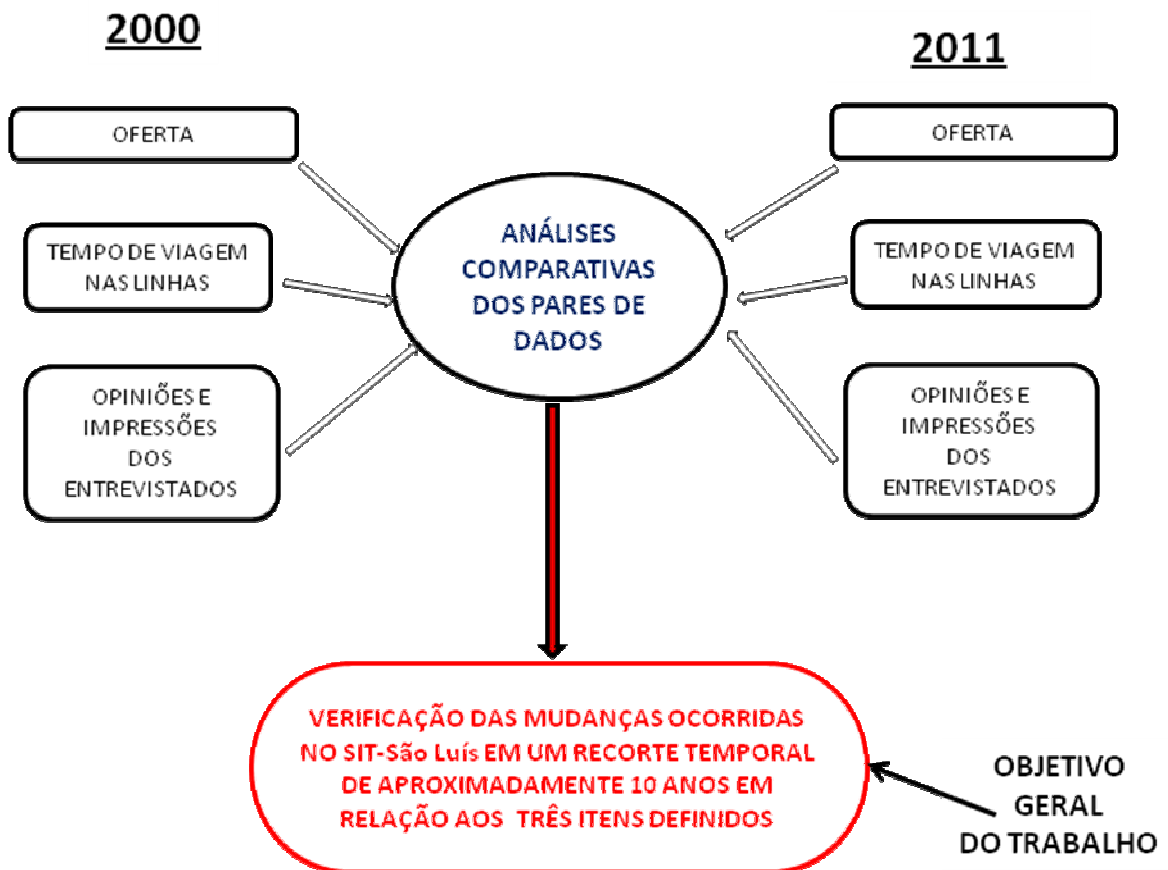 2000
2011
OFERTA
TEMPO DE VIAGEM
NAS LINHAS
OPINIÕES E
IMPRESSÕES
DOS
ENTREVISTADOS
ANÁLISES
COMPARATIVAS
DOS PARES DE
DADOS
OFERTA
TEMPO DE VIAGEM
NAS LINHAS
OPINIÕES E
IMPRESSÕES
DOS
ENTREVISTADOS
VERIFICAÇÃO DAS MUDANÇAS OCORRIDAS
NO SIT-São Luís EM UM RECORTE TEMPORAL
DE APROXIMADAMENTE 10 ANOS EM
RELAÇÃO AOS TRÊS ITENS DEFINIDOS
OBJETIVO
GERAL
DO TRABALHO